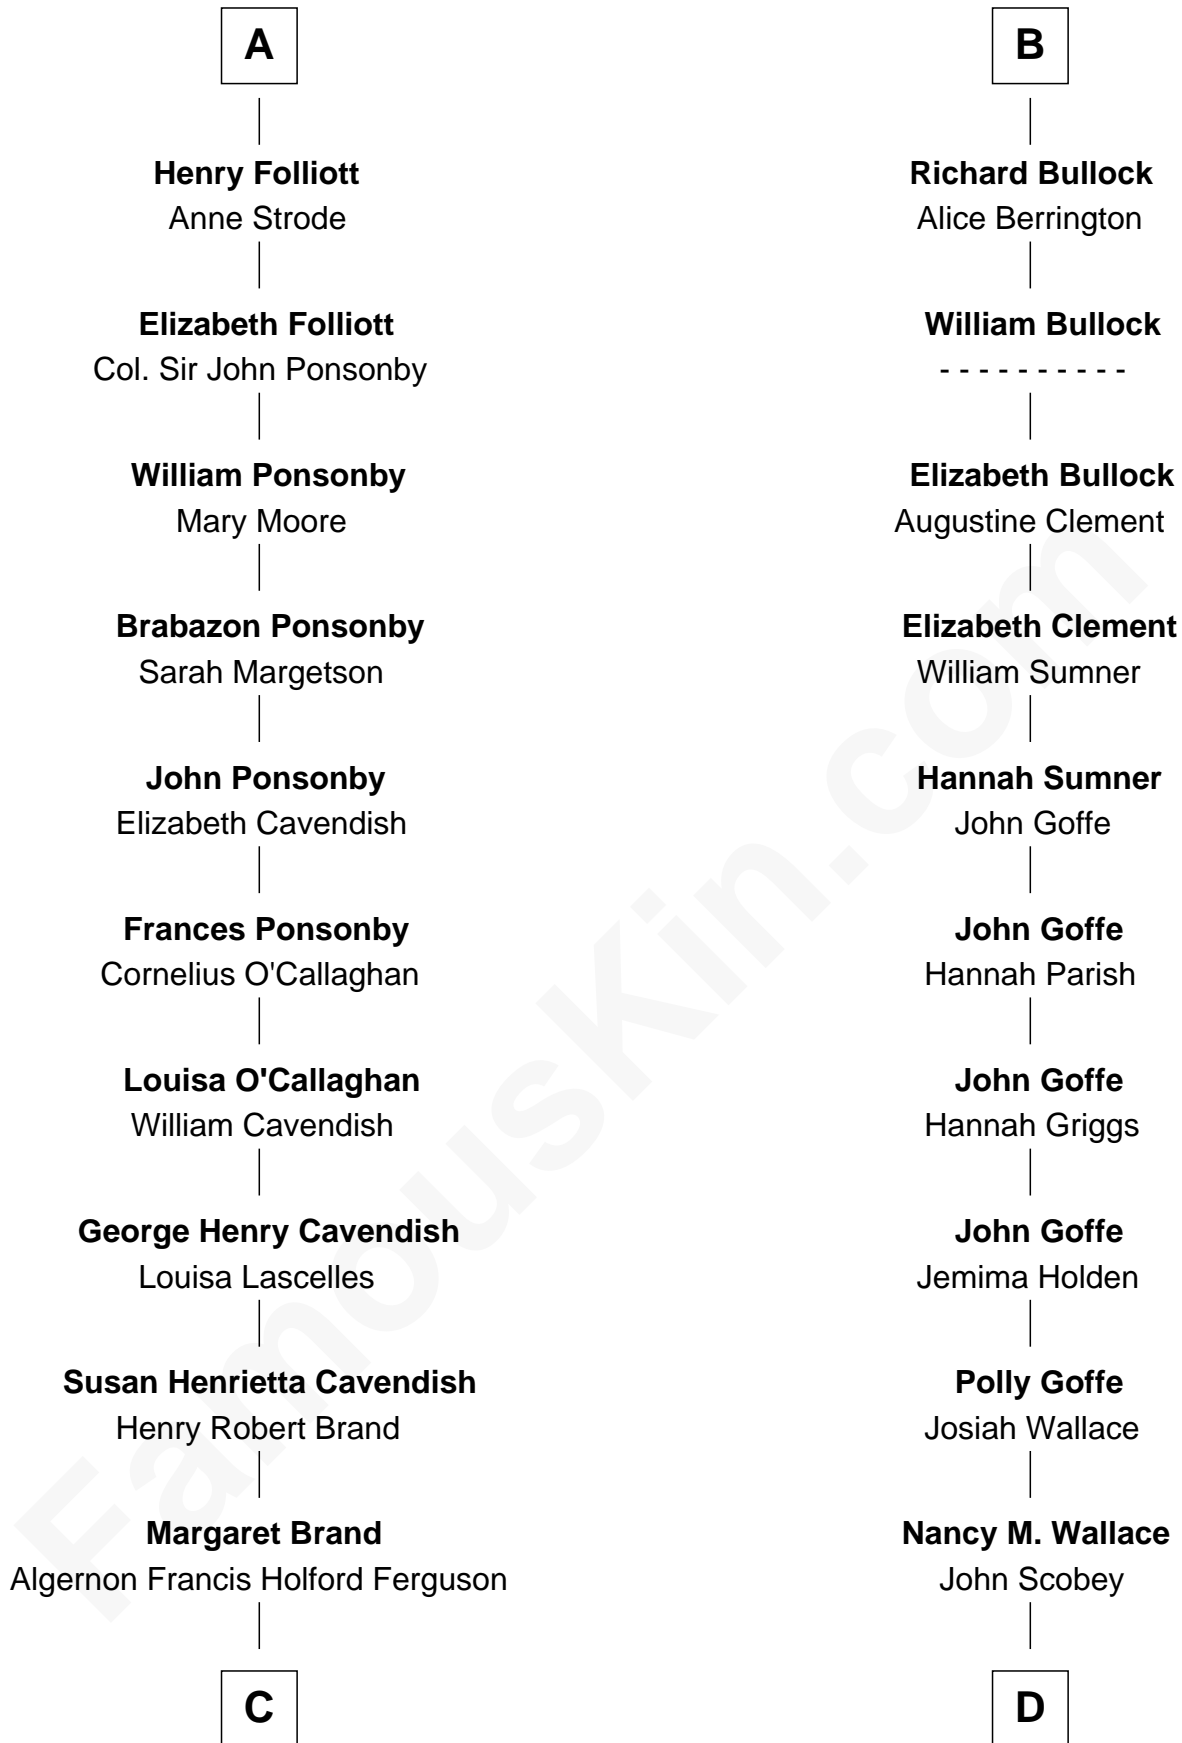 A
Henry Folliott
Anne Strode
Elizabeth Folliott
Col. Sir John Ponsonby
William Ponsonby
Mary Moore
Brabazon Ponsonby
Sarah Margetson
John Ponsonby
Elizabeth Cavendish
Frances Ponsonby
Cornelius O'Callaghan
Louisa O'Callaghan
William Cavendish
George Henry Cavendish
Louisa Lascelles
Susan Henrietta Cavendish
Henry Robert Brand
Margaret Brand
Algernon Francis Holford Ferguson
C
B
Richard Bullock
Alice Berrington
William Bullock
- - - - - - - - - -
Elizabeth Bullock
Augustine Clement
Elizabeth Clement
William Sumner
Hannah Sumner
John Goffe
John Goffe
Hannah Parish
John Goffe
Hannah Griggs
John Goffe
Jemima Holden
Polly Goffe
Josiah Wallace
Nancy M. Wallace
John Scobey
D
FamousKin.com